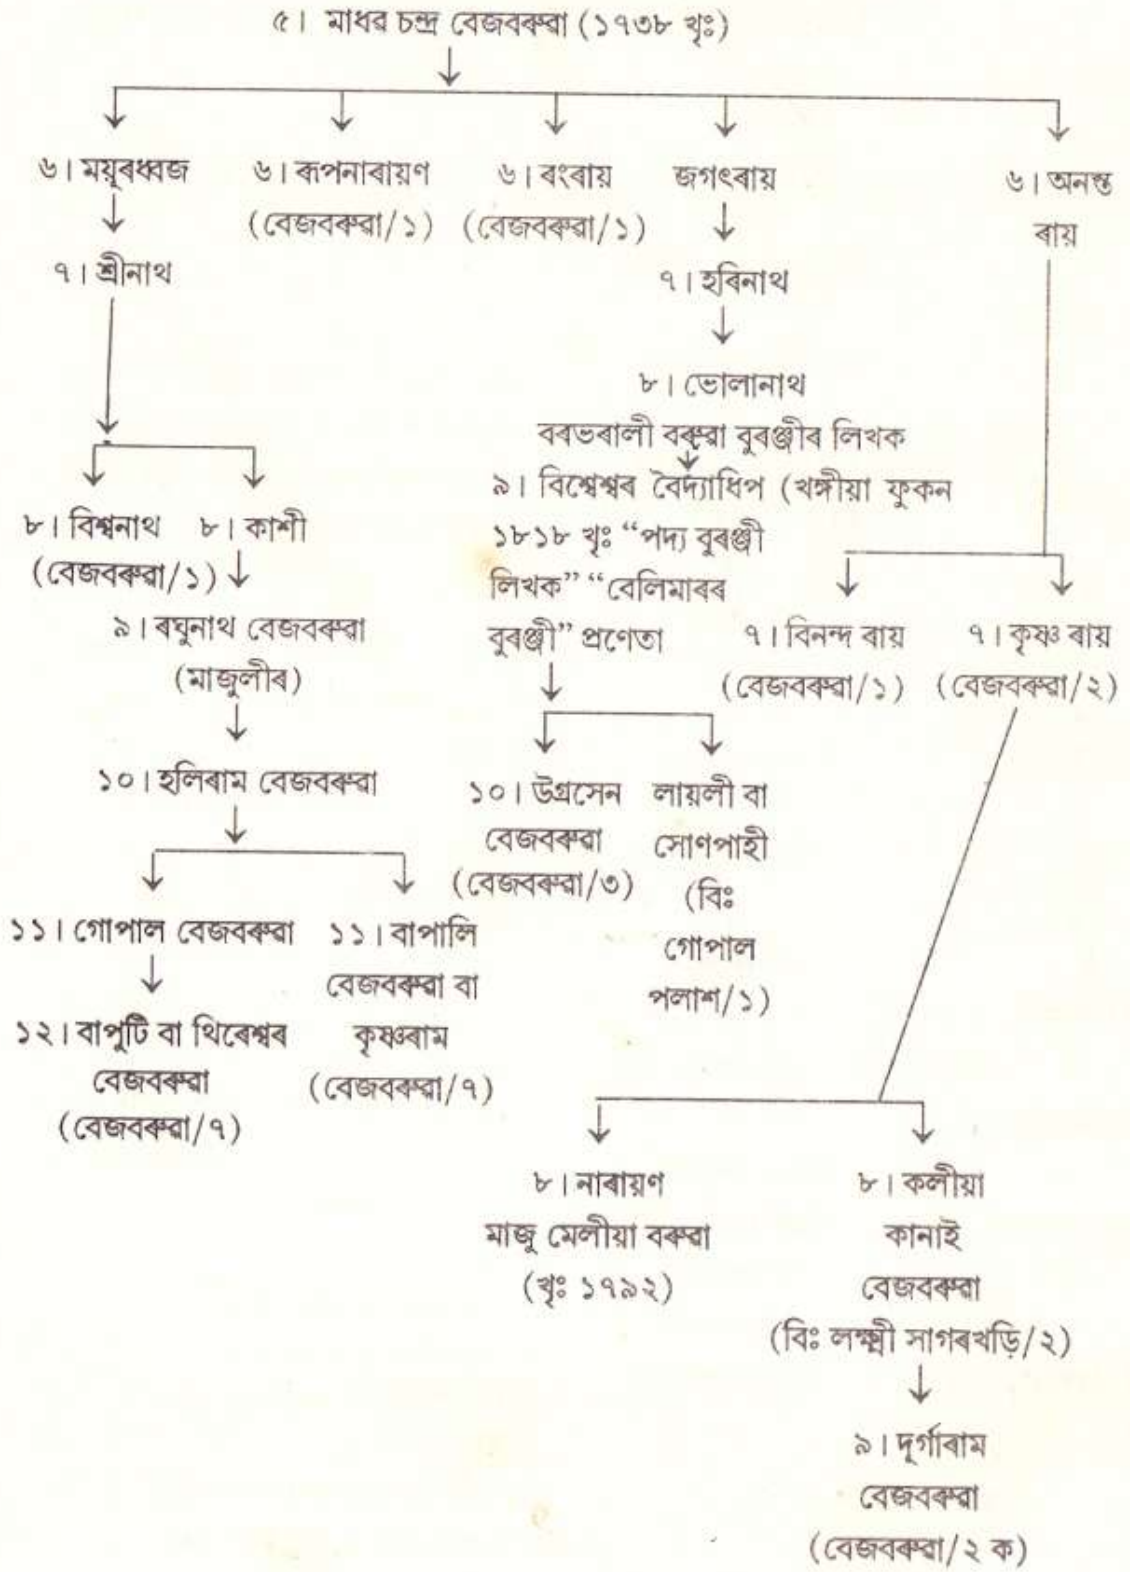 ৫। মাধৱ চন্দ্ৰ বেজবৰুৱা (১৭৩৮ খৃঃ)
৬। ময়ূৰধ্বজ
৬। ৰূপনাৰায়ণ
(বেজবৰুৱা/১)
৬। ৰংৰায়
(বেজবৰুৱা/১)
জগৎৰায়
৬। অনন্ত
ৰায়
৭। শ্ৰীনাথ
৭। হৰিনাথ
৮। ভোলানাথ
বৰভৰালী বৰুৱা বুৰঞ্জীৰ লিখক
৯। বিশ্বেশ্বৰ বৈদ্যাধিপ (খঙ্গীয়া ফুকন
১৮১৮ খৃঃ “পদ্য বুৰঞ্জী
লিখক” “বেলিমাৰৰ
বুৰঞ্জী” প্ৰণেতা
৮। বিশ্বনাথ
(বেজবৰুৱা/১)
৮। কাশী
৯। ৰঘুনাথ বেজবৰুৱা
(মাজুলীৰ)
৭। বিনন্দ ৰায়
(বেজবৰুৱা/১)
৭। কৃষ্ণ ৰায়
(বেজবৰুৱা/২)
১০। হলিৰাম বেজবৰুৱা
১০। উগ্ৰসেন
বেজবৰুৱা
(বেজবৰুৱা/৩)
লায়লী বা
সোণপাহী
(বিঃ
গোপাল
পলাশ/১)
১১। গোপাল বেজবৰুৱা
১১। বাপালি
বেজবৰুৱা বা
কৃষ্ণৰাম
(বেজবৰুৱা/৭)
১২। বাপুটি বা থিৰেশ্বৰ
বেজবৰুৱা
(বেজবৰুৱা/৭)
৮। নাৰায়ণ
মাজু মেলীয়া বৰুৱা
(খৃঃ ১৭৯২)
৮। কলীয়া
কানাই
বেজবৰুৱা
(বিঃ লক্ষ্মী সাগৰখড়ি/২)
৯। দূৰ্গাৰাম
বেজবৰুৱা
(বেজবৰুৱা/২ ক)